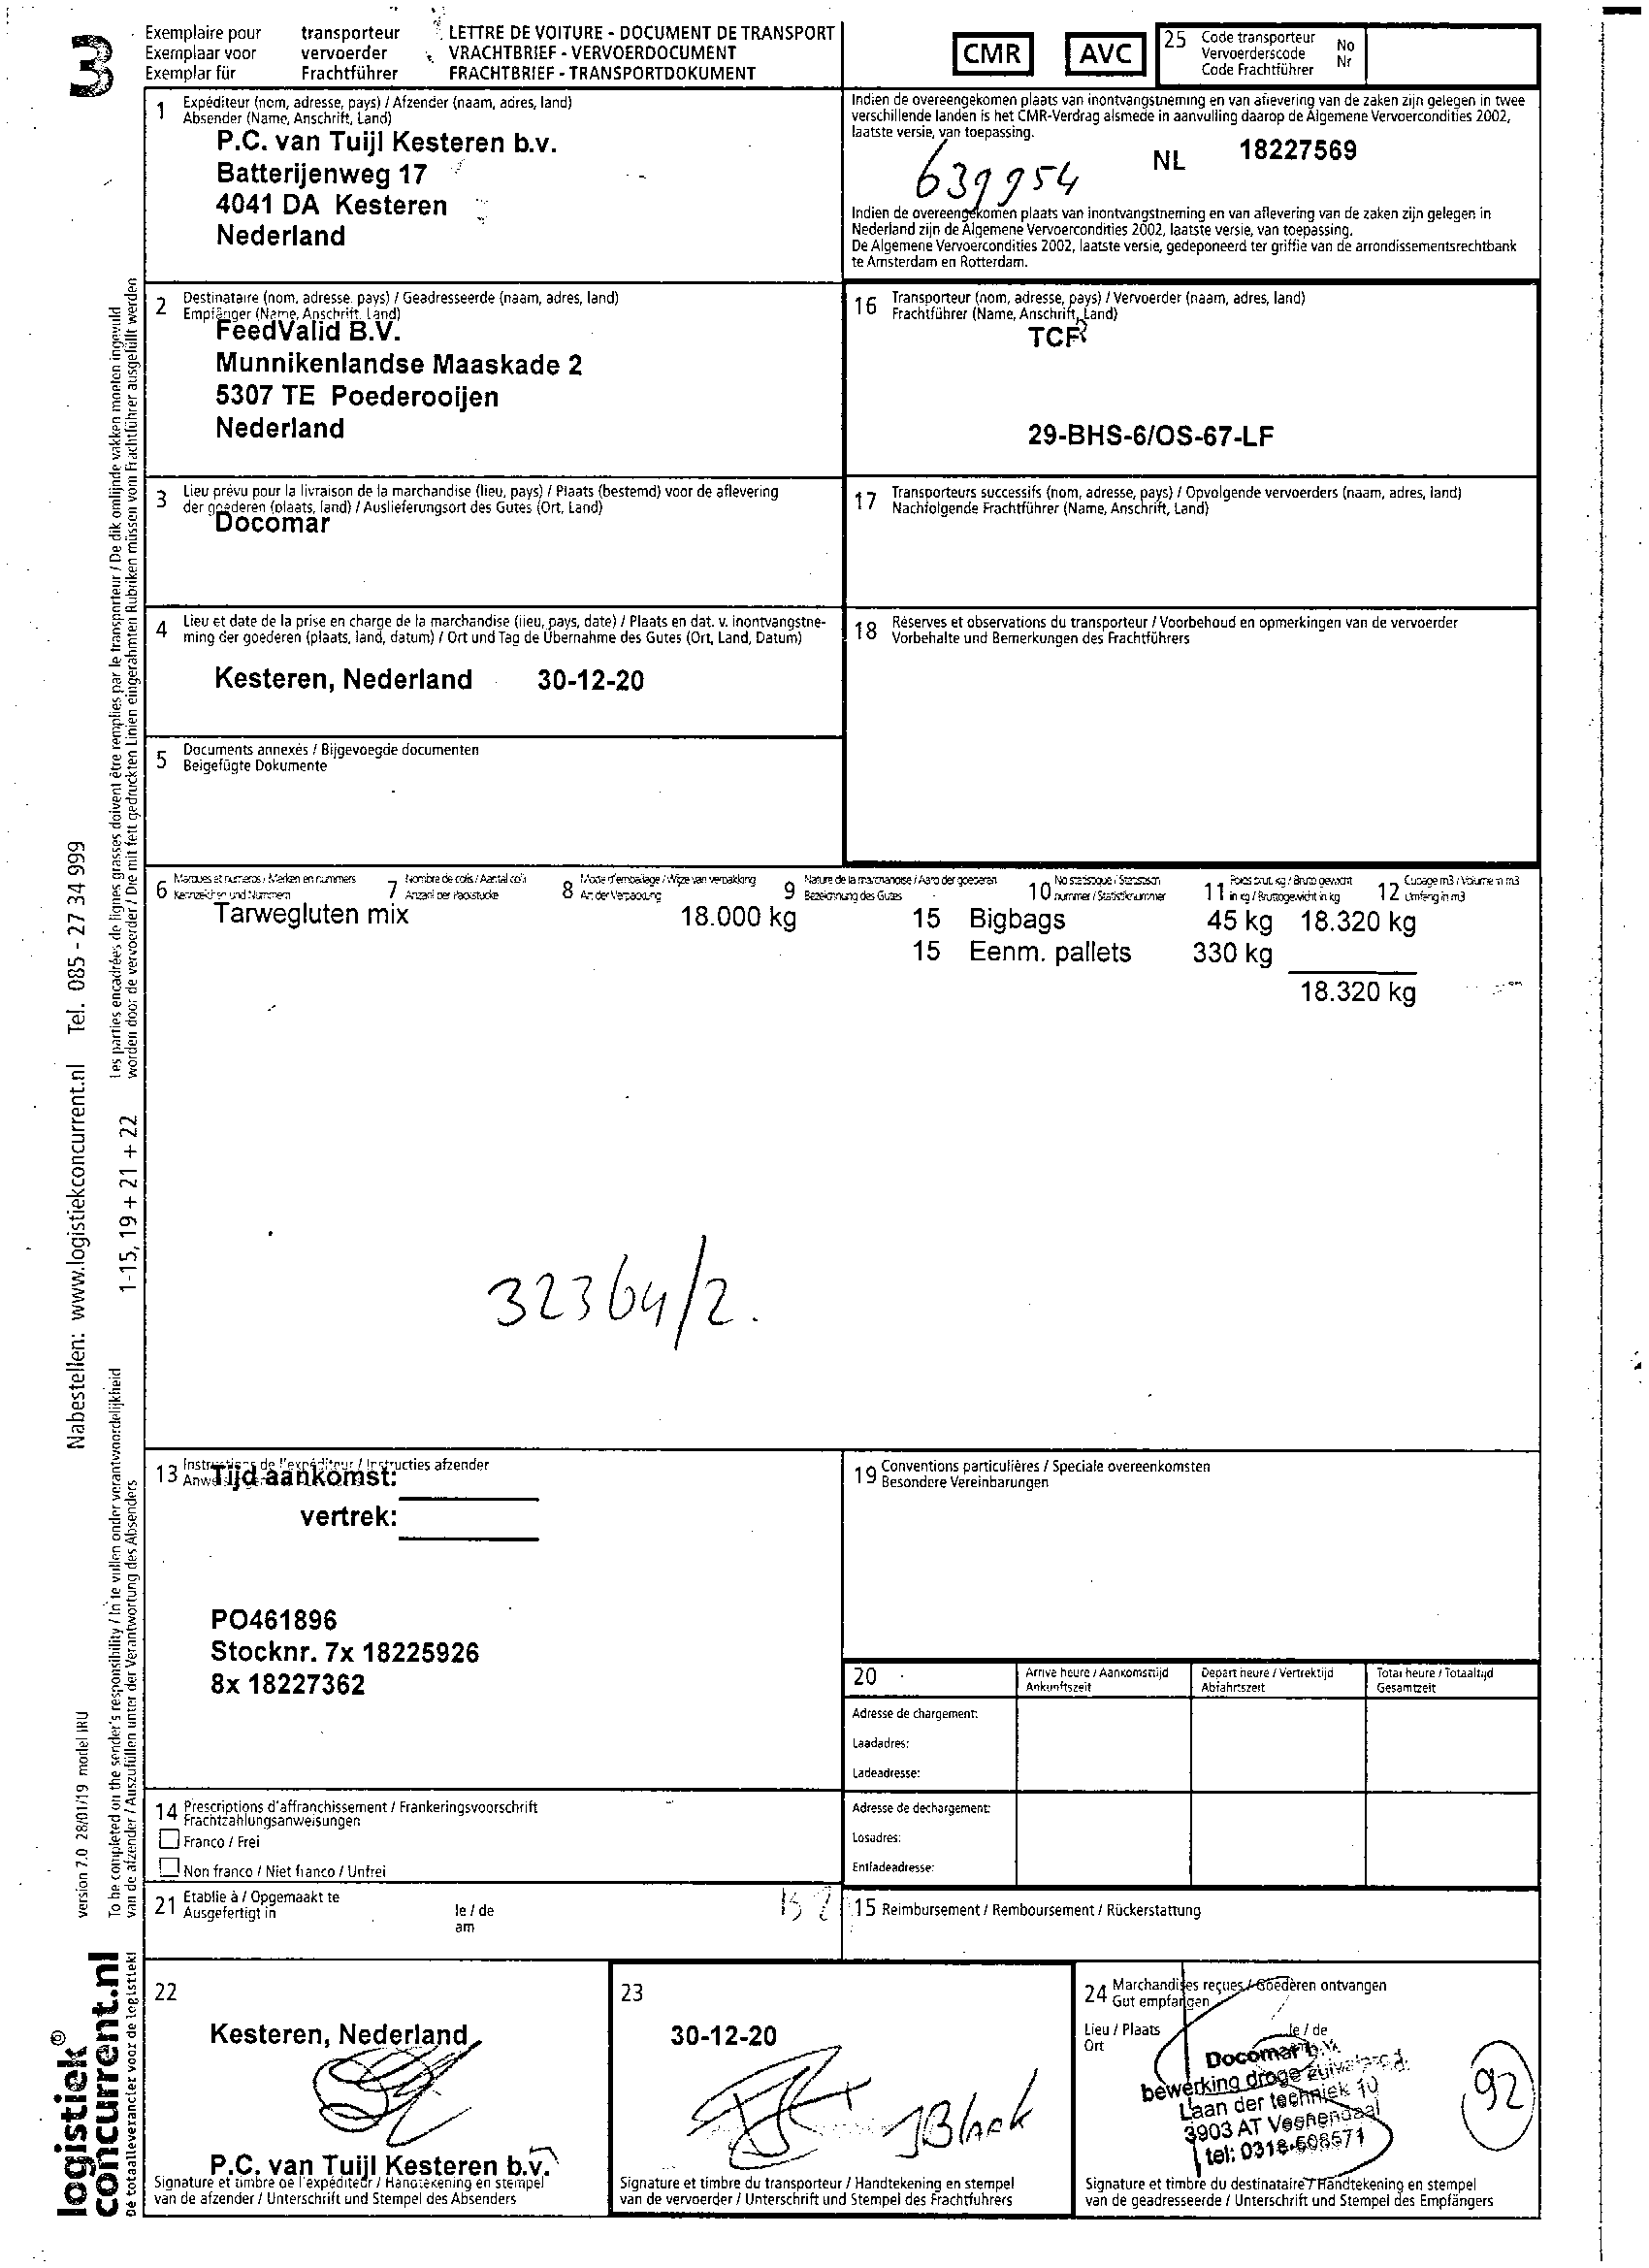 3
Exemplaire pour transporteur
Exemplaar voor vervoerder
Exemplar für Frachtführer
LETTRE DE VOITURE - DOCUMENT DE TRANSPORT
VRACHTBRIEF - VERVOERDOCUMENT
FRACHTBRIEF - TRANSPORTDOKUMENT
CMR
AVC
25 Code transporteur No
Vervoerderscode Nr
Code Frachtführer
1 Expéditeur (nom, adresse, pays) / Afzender (naam, adres, land)
Absender (Name, Anschrift, Land)
P.C. van Tuijl Kesteren b.v.
Batterijenweg 17
4041 DA Kesteren
Nederland
Indien de overeengekomen plaats van inontvangstneming en van aflevering van de zaken zijn gelegen in twee
verschillende landen is het CMR-Verdrag alsmede in aanvulling daarop de Algemene Vervoercondities 2002,
laatste versie, van toepassing.
NL 18227569
639954
Indien de overeengekomen plaats van inontvangstneming en van aflevering van de zaken zijn gelegen in
Nederland zijn de Algemene Vervoercondities 2002, laatste versie, van toepassing.
De Algemene Vervoercondities 2002, laatste versie, gedeponeerd ter griffie van de arrondissementsrechtbank
te Amsterdam en Rotterdam.
2 Destinataire (nom, adresse, pays) / Geadresseerde (naam, adres, land)
Empfänger (Name, Anschrift, Land)
FeedValid B.V.
Munnikenlandse Maaskade 2
5307 TE Poederooijen
Nederland
16 Transporteur (nom, adresse, pays) / Vervoerder (naam, adres, land)
Frachtführer (Name, Anschrift, Land)
TCR
29-BHS-6/OS-67-LF
3 Lieu prévu pour la livraison de la marchandise (lieu, pays) / Plaats (bestemd) voor de aflevering
der goederen (plaats, land) / Auslieferungsort des Gutes (Ort, Land)
Docomar
17 Transporteurs successifs (nom, adresse, pays) / Opvolgende vervoerders (naam, adres, land)
Nachfolgende Frachtführer (Name, Anschrift, Land)
4 Lieu et date de la prise en charge de la marchandise (lieu, pays, date) / Plaats en dat. v. inontvangstne-
ming der goederen (plaats, land, datum) / Ort und Tag de Übernahme des Gutes (Ort, Land, Datum)
Kesteren, Nederland 30-12-20
18 Réserves et observations du transporteur / Voorbehoud en opmerkingen van de vervoerder
Vorbehalte und Bemerkungen des Frachtführers
5 Documents annexés / Bijgevoegde documenten
Beigefügte Dokumente
6 Marques et numéros / Merken en nummers
Kennzeichen und Nummern
7 Nombre de colis / Aantal colli
Anzahl der Packstücke
8 Mode d'emballage / Wijze van verpakking
Art der Verpackung
9 Nature de la marchandise / Aard der goederen
Bezeichnung des Gutes
10 No statistique / Statistisch
nummer / Statistiknummer
11 Poids brut, kg / Bruto gewicht
in kg / Bruttogewicht in kg
12 Cubage m3 / Volume in m3
Umfang in m3
Tarwegluten mix 18.000 kg 15 Bigbags 45 kg 18.320 kg
15 Eenm. pallets 330 kg
18.320 kg
32364/2.
13 Instructions de l'expéditeur / Instructies afzender
Tijd aankomst:
vertrek:
PO461896
Stocknr. 7x 18225926
8x 18227362
19 Conventions particulières / Speciale overeenkomsten
Besondere Vereinbarungen
20 Arrive heure / Aankomsttijd Depart heure / Vertrektijd Total heure / Totaaltijd
Ankunftszeit Abfahrtszeit Gesamtzeit
Adresse de chargement:
Laadadres:
Ladeadresse:
Adresse de dechargement:
Losadres:
Entladeadresse:
14 Prescriptions d'affranchissement / Frankeringsvoorschrift
Frachtzahlungsanweisungen
Franco / Frei
Non franco / Niet franco / Unfrei
21 Etablie à / Opgemaakt te le / de
Ausgefertigt in am
15 Reimbursement / Remboursement / Rückerstattung
22
Kesteren, Nederland
P.C. van Tuijl Kesteren b.v.
Signature et timbre de l'expéditeur / Handtekening en stempel
van de afzender / Unterschrift und Stempel des Absenders
23
30-12-20
Signature et timbre du transporteur / Handtekening en stempel
van de vervoerder / Unterschrift und Stempel des Frachtführers
24 Marchandises reçues / Goederen ontvangen
Gut empfangen
Lieu / Plaats le / de
Ort
Docomar b.v.
bewerking droge
Laan der techniek 10
3903 AT Veenendaal
tel: 0318-508671
92
Signature et timbre du destinataire / Handtekening en stempel
van de geadresseerde / Unterschrift und Stempel des Empfängers
Les parties encadrées de lignes grasses doivent être remplies par le transporteur / De dik omlijnde vakken moeten ingevuld
worden door de vervoerder / Die mit fett gedruckten Linien eingerahmten Rubriken müssen vom Frachtführer ausgefüllt werden
1-15, 19 + 21 + 22
To be completed on the sender's responsibility / In te vullen onder verantwoordelijkheid
van de afzender / Auszufüllen unter der Verantwortung des Absenders
Nabestellen: www.logistiekconcurrent.nl Tel. 085 - 27 34 999
version 7.0 28/01/19 model IRU
logistiek®
concurrent.nl
Dé totaalleverancier voor de logistiek!